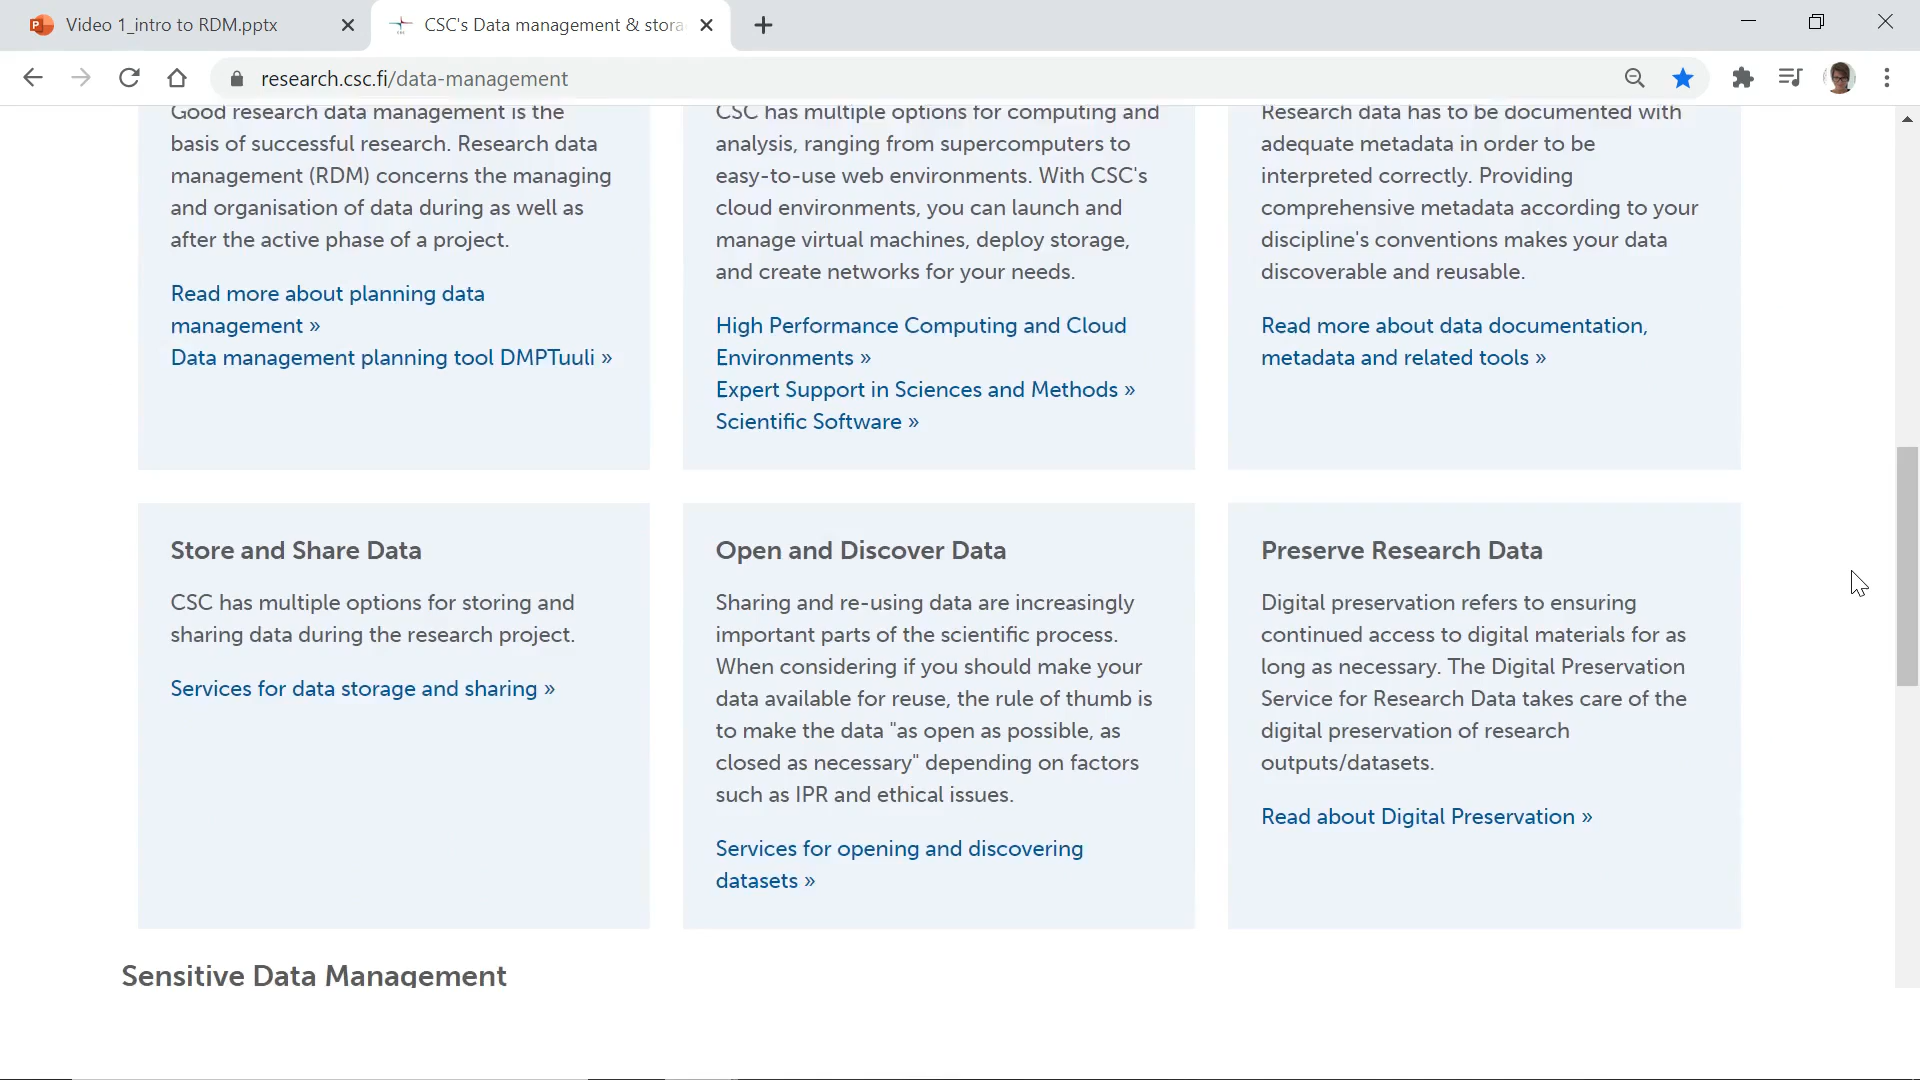 Video 1_intro to RDM.pptx
CSC's Data management & stora
research.csc.fi/data-management
Good research data management is the
basis of successful research. Research data
management (RDM) concerns the managing
and organisation of data during as well as
after the active phase of a project.
Read more about planning data
management »
Data management planning tool DMPTuuli »
CSC has multiple options for computing and
analysis, ranging from supercomputers to
easy-to-use web environments. With CSC's
cloud environments, you can launch and
manage virtual machines, deploy storage,
and create networks for your needs.
High Performance Computing and Cloud
Environments »
Expert Support in Sciences and Methods »
Scientific Software »
Research data has to be documented with
adequate metadata in order to be
interpreted correctly. Providing
comprehensive metadata according to your
discipline's conventions makes your data
discoverable and reusable.
Read more about data documentation,
metadata and related tools »
Store and Share Data
CSC has multiple options for storing and
sharing data during the research project.
Services for data storage and sharing »
Open and Discover Data
Sharing and re-using data are increasingly
important parts of the scientific process.
When considering if you should make your
data available for reuse, the rule of thumb is
to make the data "as open as possible, as
closed as necessary" depending on factors
such as IPR and ethical issues.
Services for opening and discovering
datasets »
Preserve Research Data
Digital preservation refers to ensuring
continued access to digital materials for as
long as necessary. The Digital Preservation
Service for Research Data takes care of the
digital preservation of research
outputs/datasets.
Read about Digital Preservation »
Sensitive Data Management